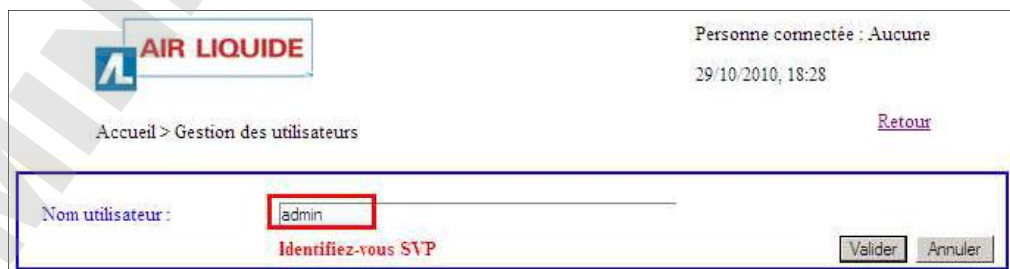 AIR LIQUIDE
Personne connectée : Aucune
29/10/2010, 18:28
Accueil > Gestion des utilisateurs
Retour
Nom utilisateur :
admin
Identifiez-vous SVP
Valider
Annuler